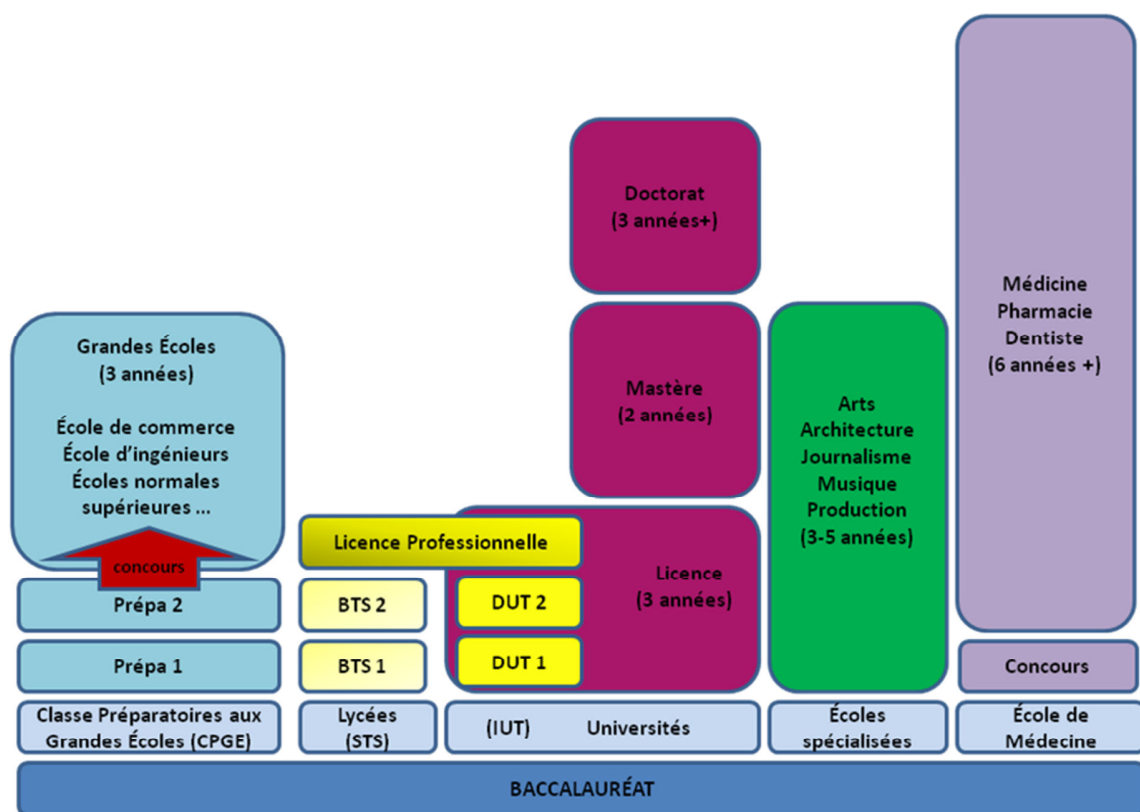 Doctorat
(3 années+)
Mastère
(2 années)
Médicine
Pharmacie
Dentiste
(6 années +)
Grandes Écoles
(3 années)
École de commerce
École d'ingénieurs
Écoles normales
supérieures ...
concours
Arts
Architecture
Journalisme
Musique
Production
(3-5 années)
Licence Professionnelle
Licence
(3 années)
Prépa 2
BTS 2
DUT 2
Prépa 1
BTS 1
DUT 1
Concours
Classe Préparatoires aux
Grandes Écoles (CPGE)
Lycées
(STS)
(IUT) Universités
Écoles
spécialisées
École de
Médecine
BACCALAURÉAT